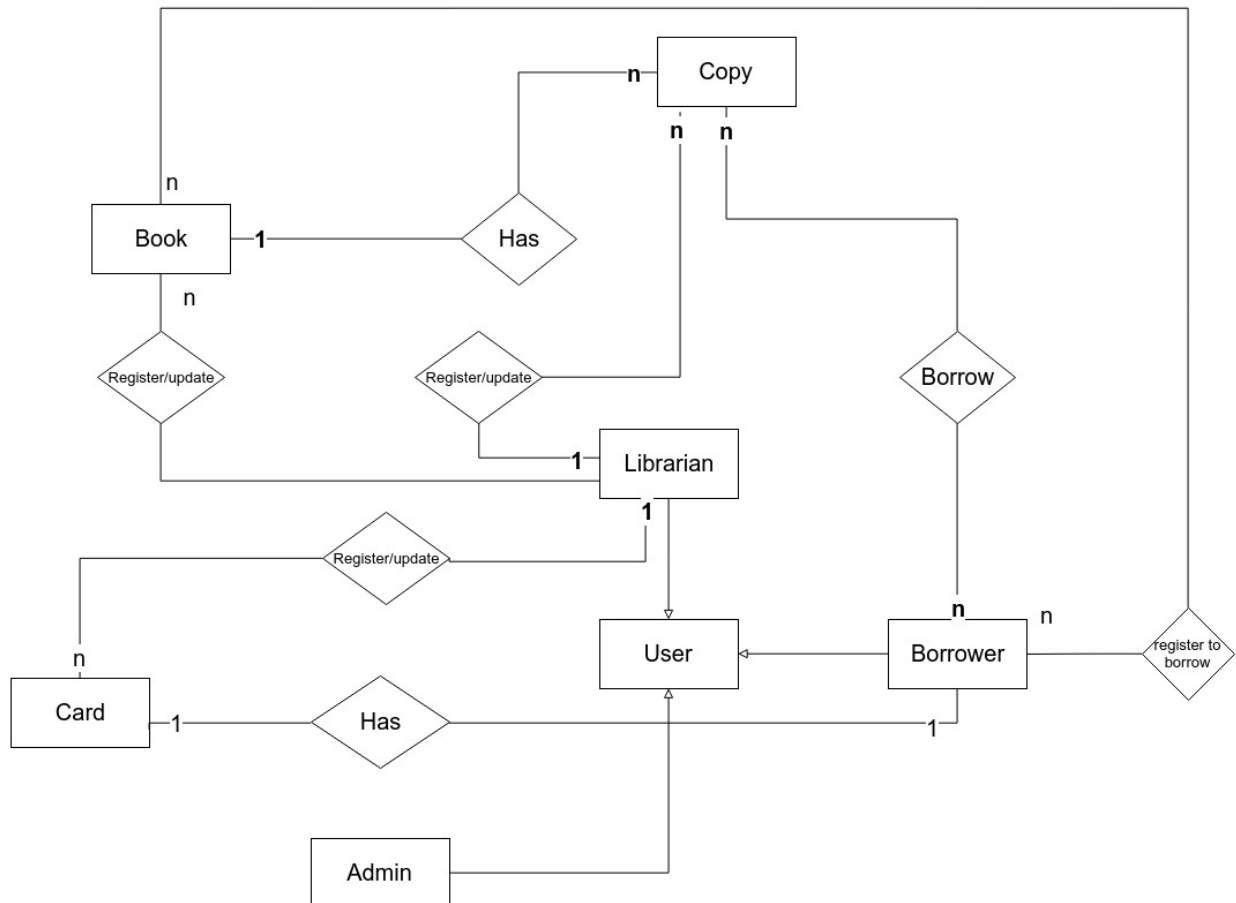 Copy
n
n
n
n
Book
1
Has
n
Register/update
Register/update
Borrow
1
Librarian
1
Register/update
n
n
User
Borrower
register to
borrow
n
Card
1
Has
1
Admin